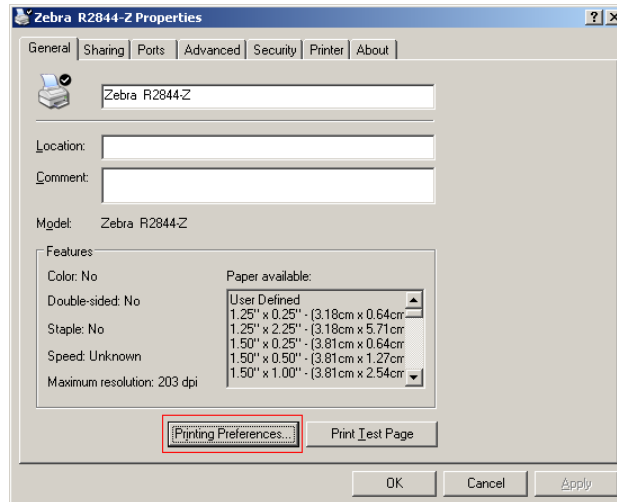 Zebra R2844-Z Properties
General Sharing Ports Advanced Security Printer About
Zebra R2844-Z
Location:
Comment:
Model: Zebra R2844-Z
Features
Color: No
Paper available:
Double-sided: No
Staple: No
Speed: Unknown
Maximum resolution: 203 dpi
User Defined
1.25" x 0.25" - (3.18cm x 0.64cm
1.25" x 2.25" - (3.18cm x 5.71cm
1.50" x 0.25" - (3.81cm x 0.64cm
1.50" x 0.50" - (3.81cm x 1.27cm
1.50" x 1.00" - (3.81cm x 2.54cm
Printing Preferences... Print Test Page
OK Cancel Apply